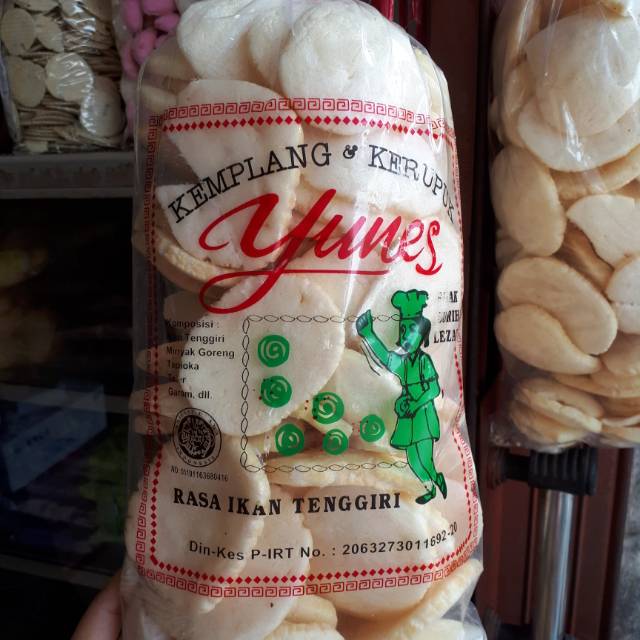 KEMPLANG & KERUPUK
Yunes
LEZAT
Komposisi :
Tenggiri
Minyak Goreng
Tapioka
Garam, dll.
RASA IKAN TENGGIRI
Din-Kes P-IRT No. : 2063273011692-20